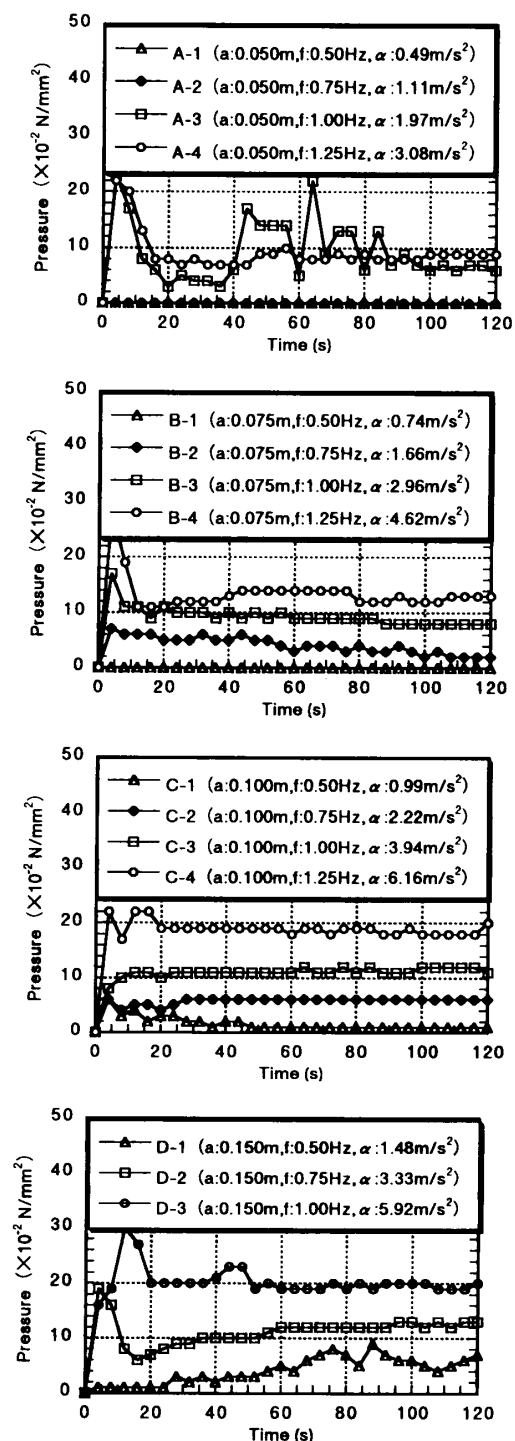 50
A-1 (a:0.050m,f:0.50Hz, α:0.49m/s²)
A-2 (a:0.050m,f:0.75Hz, α:1.11m/s²)
A-3 (a:0.050m,f:1.00Hz, α:1.97m/s²)
A-4 (a:0.050m,f:1.25Hz, α:3.08m/s²)
40
30
20
10
0
Pressure (×10⁻² N/mm²)
0 20 40 60 80 100 120
Time (s)
50
B-1 (a:0.075m,f:0.50Hz, α:0.74m/s²)
B-2 (a:0.075m,f:0.75Hz, α:1.66m/s²)
B-3 (a:0.075m,f:1.00Hz, α:2.96m/s²)
B-4 (a:0.075m,f:1.25Hz, α:4.62m/s²)
40
30
20
10
0
Pressure (×10⁻² N/mm²)
0 20 40 60 80 100 120
Time (s)
50
C-1 (a:0.100m,f:0.50Hz, α:0.99m/s²)
C-2 (a:0.100m,f:0.75Hz, α:2.22m/s²)
C-3 (a:0.100m,f:1.00Hz, α:3.94m/s²)
C-4 (a:0.100m,f:1.25Hz, α:6.16m/s²)
40
30
20
10
0
Pressure (×10⁻² N/mm²)
0 20 40 60 80 100 120
Time (s)
50
D-1 (a:0.150m,f:0.50Hz, α:1.48m/s²)
D-2 (a:0.150m,f:0.75Hz, α:3.33m/s²)
D-3 (a:0.150m,f:1.00Hz, α:5.92m/s²)
40
30
20
10
0
Pressure (×10⁻² N/mm²)
0 20 40 60 80 100 120
Time (s)